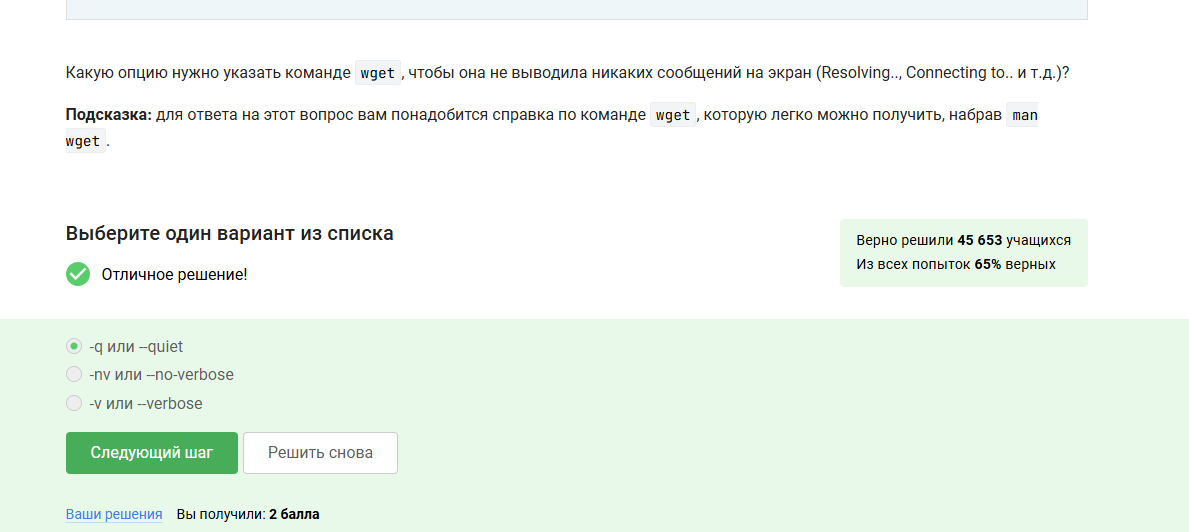 Какую опцию нужно указать команде wget, чтобы она не выводила никаких сообщений на экран (Resolving.., Connecting to.. и т.д.)?
Подсказка: для ответа на этот вопрос вам понадобится справка по команде wget, которую легко можно получить, набрав man
wget.
Выберите один вариант из списка
Отличное решение!
Верно решили 45 653 учащихся
Из всех попыток 65% верных
-q или --quiet
-nv или --no-verbose
-v или --verbose
Следующий шаг
Решить снова
Ваши решения Вы получили: 2 балла